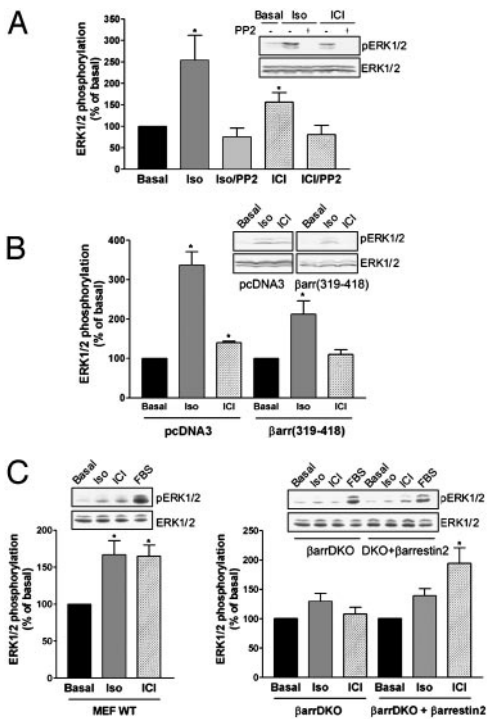 A
Basal Iso ICI
PP2 - - + - +
pERK1/2
ERK1/2
ERK1/2 phosphorylation
(% of basal)
350
300
250
200
150
100
50
0
*
*
Basal Iso Iso/PP2 ICI ICI/PP2
B
Basal Iso ICI Basal Iso ICI
pERK1/2
ERK1/2
pcDNA3 βarr(319-418)
ERK1/2 phosphorylation
(% of basal)
400
300
200
100
0
*
*
*
Basal Iso ICI Basal Iso ICI
pcDNA3 βarr(319-418)
C
Basal Iso ICI FBS
pERK1/2
ERK1/2
ERK1/2 phosphorylation
(% of basal)
200
150
100
50
0
*
*
Basal Iso ICI
MEF WT
Basal Iso ICI FBS Basal Iso ICI FBS
pERK1/2
ERK1/2
βarrDKO DKO+βarrestin2
ERK1/2 phosphorylation
(% of basal)
250
200
150
100
50
0
*
Basal Iso ICI Basal Iso ICI
βarrDKO βarrDKO + βarrestin2